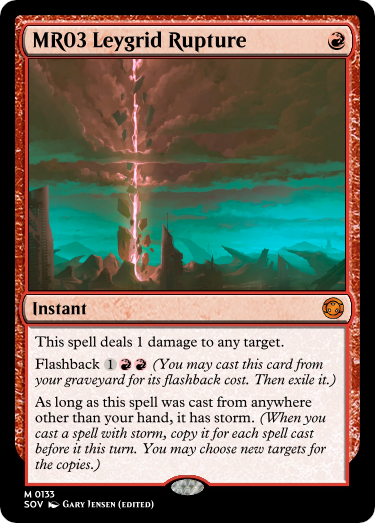 MR03 Leygrid Rupture
Instant
This spell deals 1 damage to any target.
Flashback 1 (You may cast this card from
your graveyard for its flashback cost. Then exile it.)
As long as this spell was cast from anywhere
other than your hand, it has storm. (When you
cast a spell with storm, copy it for each spell cast
before it this turn. You may choose new targets for
the copies.)
M 0133
SOV Gary Jensen (edited)